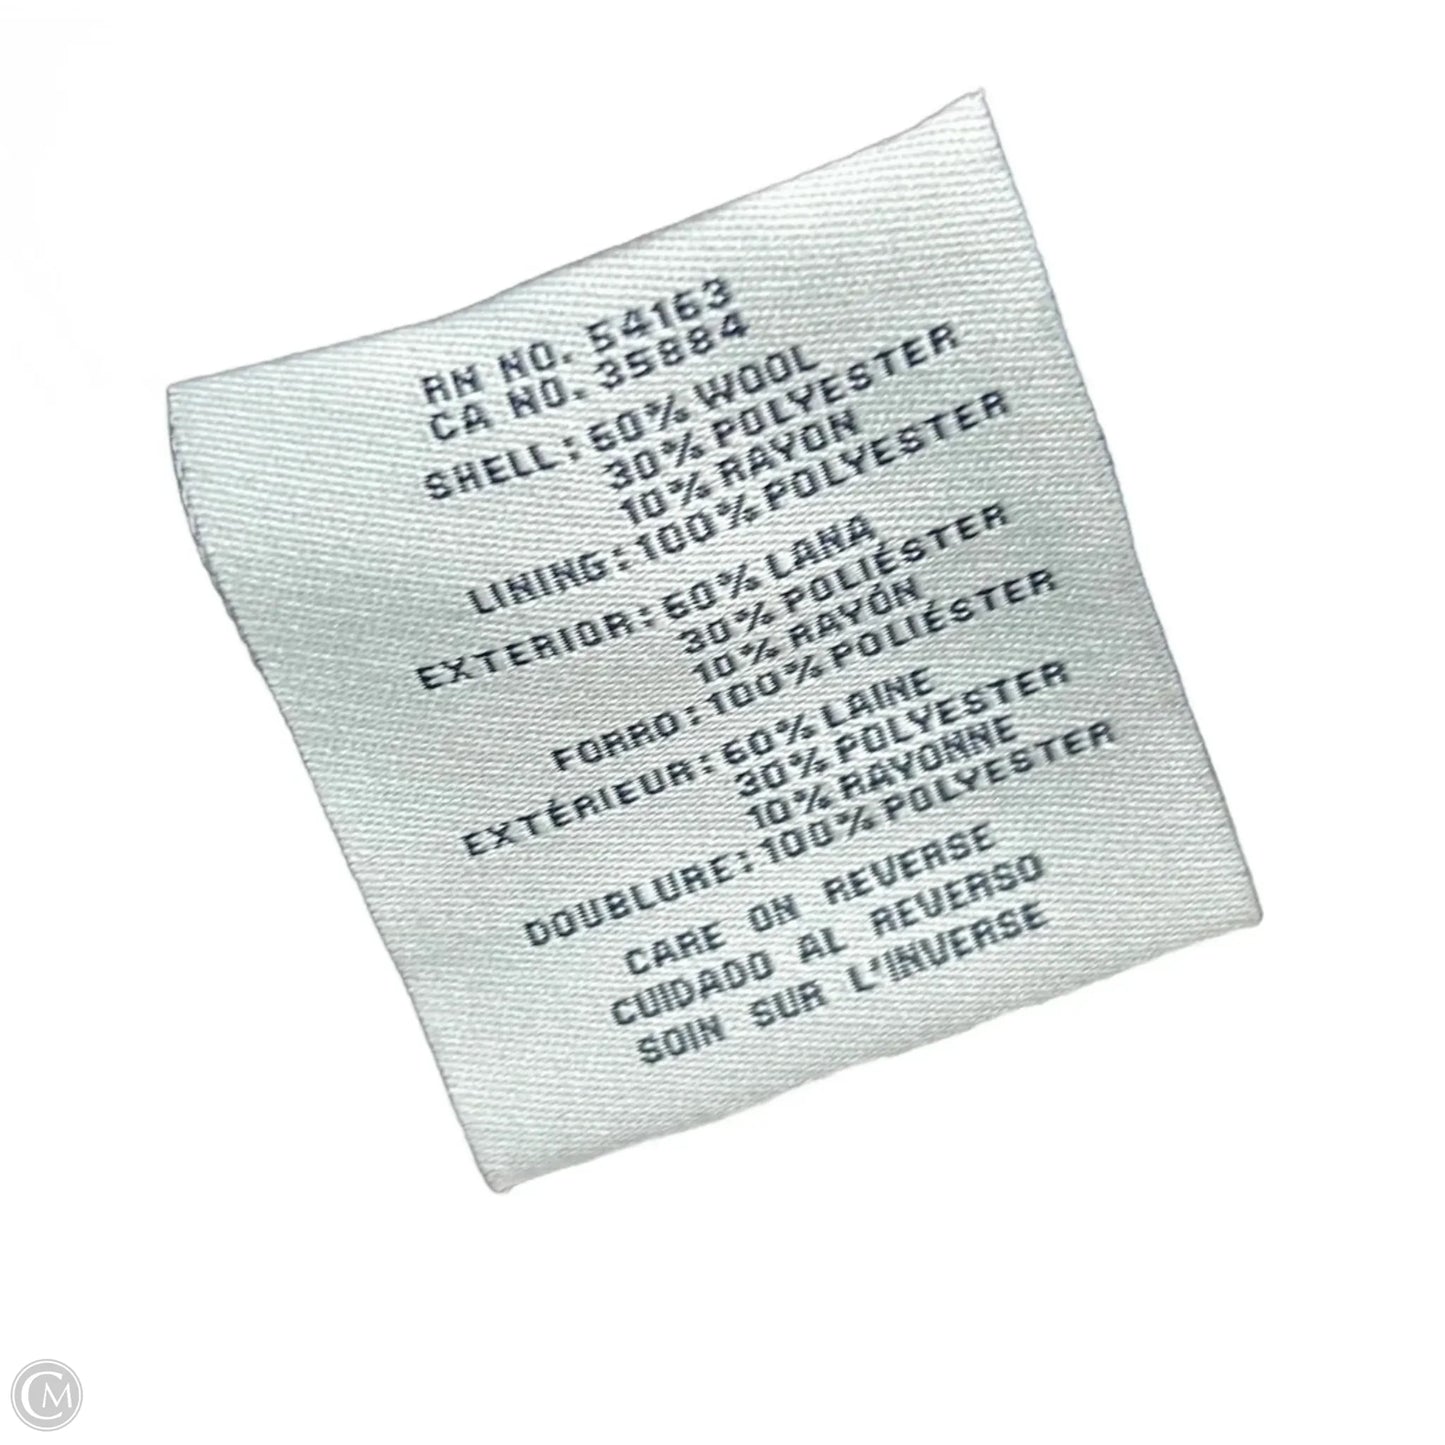 RN NO. 54163
CA NO. 35884
SHELL: 60% WOOL
30% POLYESTER
10% RAYON
LINING: 100% POLYESTER
EXTERIOR: 60% LANA
30% POLIÉSTER
10% RAYÓN
FORRO: 100% POLIÉSTER
EXTÉRIEUR: 60% LAINE
30% POLYESTER
10% RAYONNE
DOUBLURE: 100% POLYESTER
CARE ON REVERSE
CUIDADO AL REVERSO
SOIN SUR L'INVERSE
CM